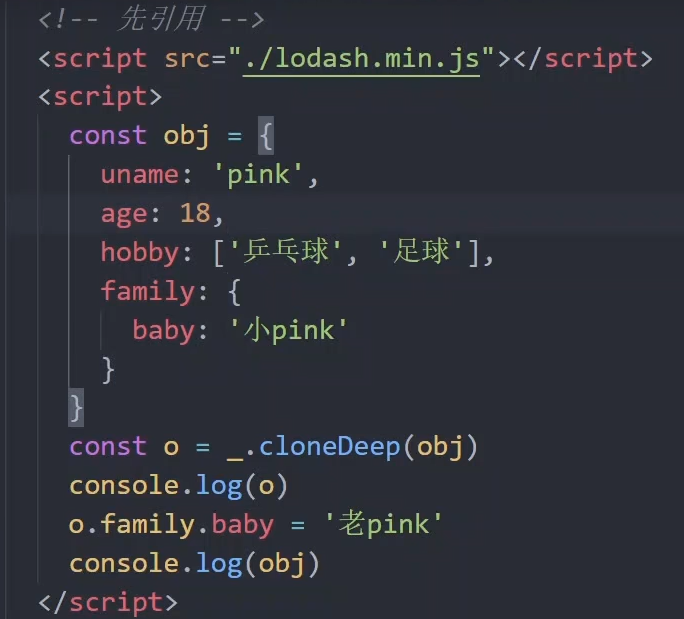 <!-- 先引用 -->
<script src="./lodash.min.js"></script>
<script>
const obj = {
uname: 'pink',
age: 18,
hobby: ['乒乓球', '足球'],
family: {
baby: '小pink'
}
}
const o = _.cloneDeep(obj)
console.log(o)
o.family.baby = '老pink'
console.log(obj)
</script>